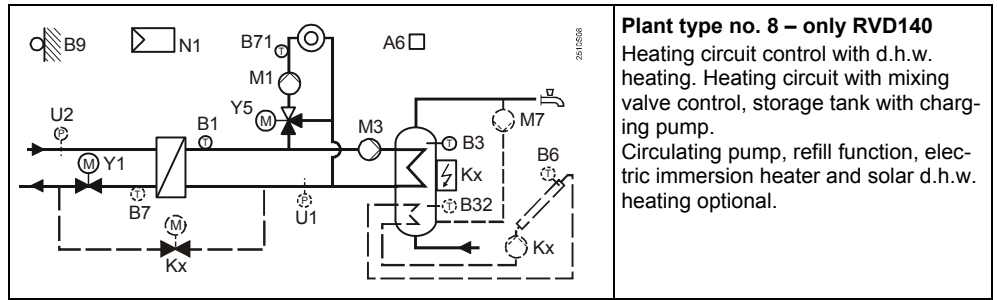 B9
N1
B71
A6
2510S08
M1
U2
P
Y5
M
M3
M7
B1
T
B3
T
M
Y1
Kx
B6
T
T
B7
P
U1
T
B32
M
Kx
Kx
T
Plant type no. 8 – only RVD140
Heating circuit control with d.h.w.
heating. Heating circuit with mixing
valve control, storage tank with charg-
ing pump.
Circulating pump, refill function, elec-
tric immersion heater and solar d.h.w.
heating optional.